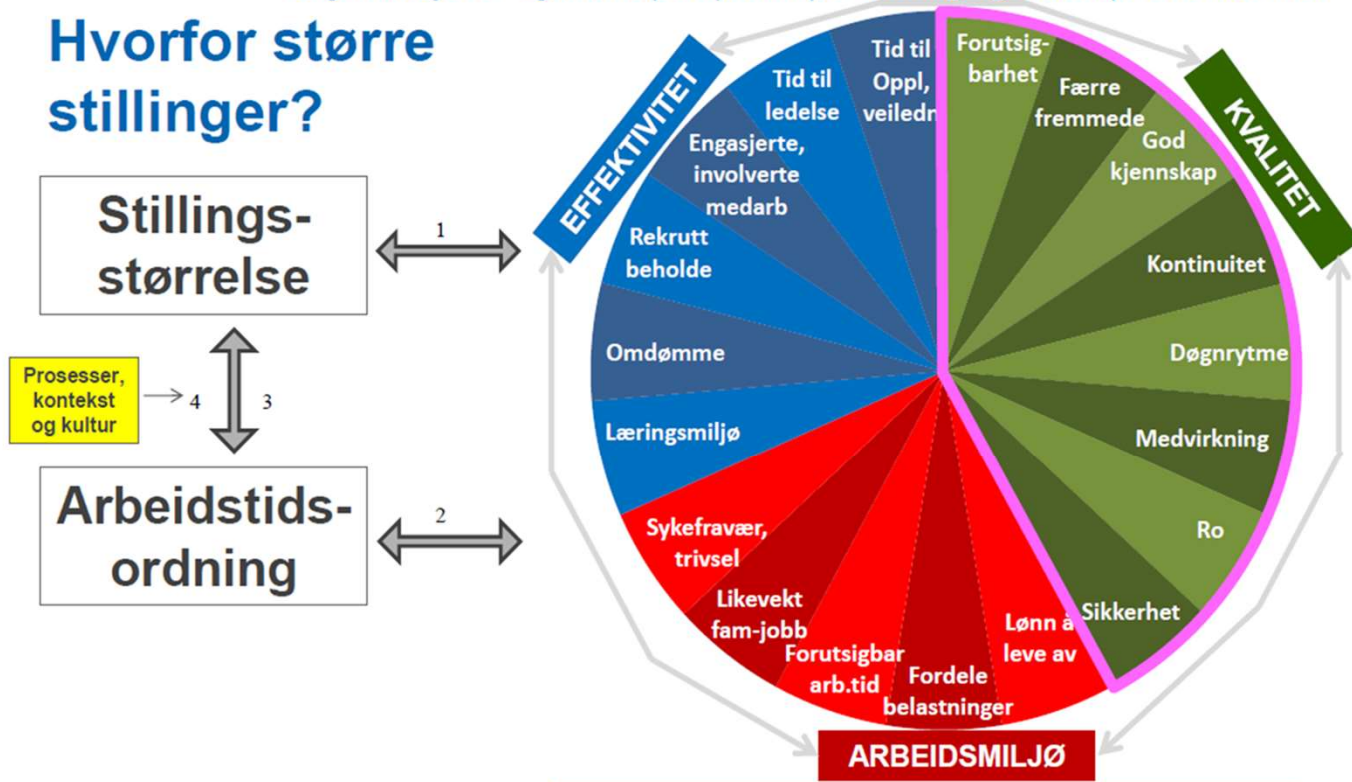 Hvorfor større
stillinger?
Stillings-
størrelse
1
Prosesser,
kontekst
og kultur
4
3
Arbeidstids-
ordning
2
EFFEKTIVITET
KVALITET
ARBEIDSMILJØ
Tid til
Oppl,
veiledn
Forutsig-
barhet
Færre
fremmede
God
kjennskap
Kontinuitet
Døgnrytme
Medvirkning
Ro
Sikkerhet
Lønn å
leve av
Fordele
belastninger
Forutsigbar
arb.tid
Likevekt
fam-jobb
Sykefravær,
trivsel
Læringsmiljø
Omdømme
Rekrutt
beholde
Engasjerte,
involverte
medarb
Tid til
ledelse